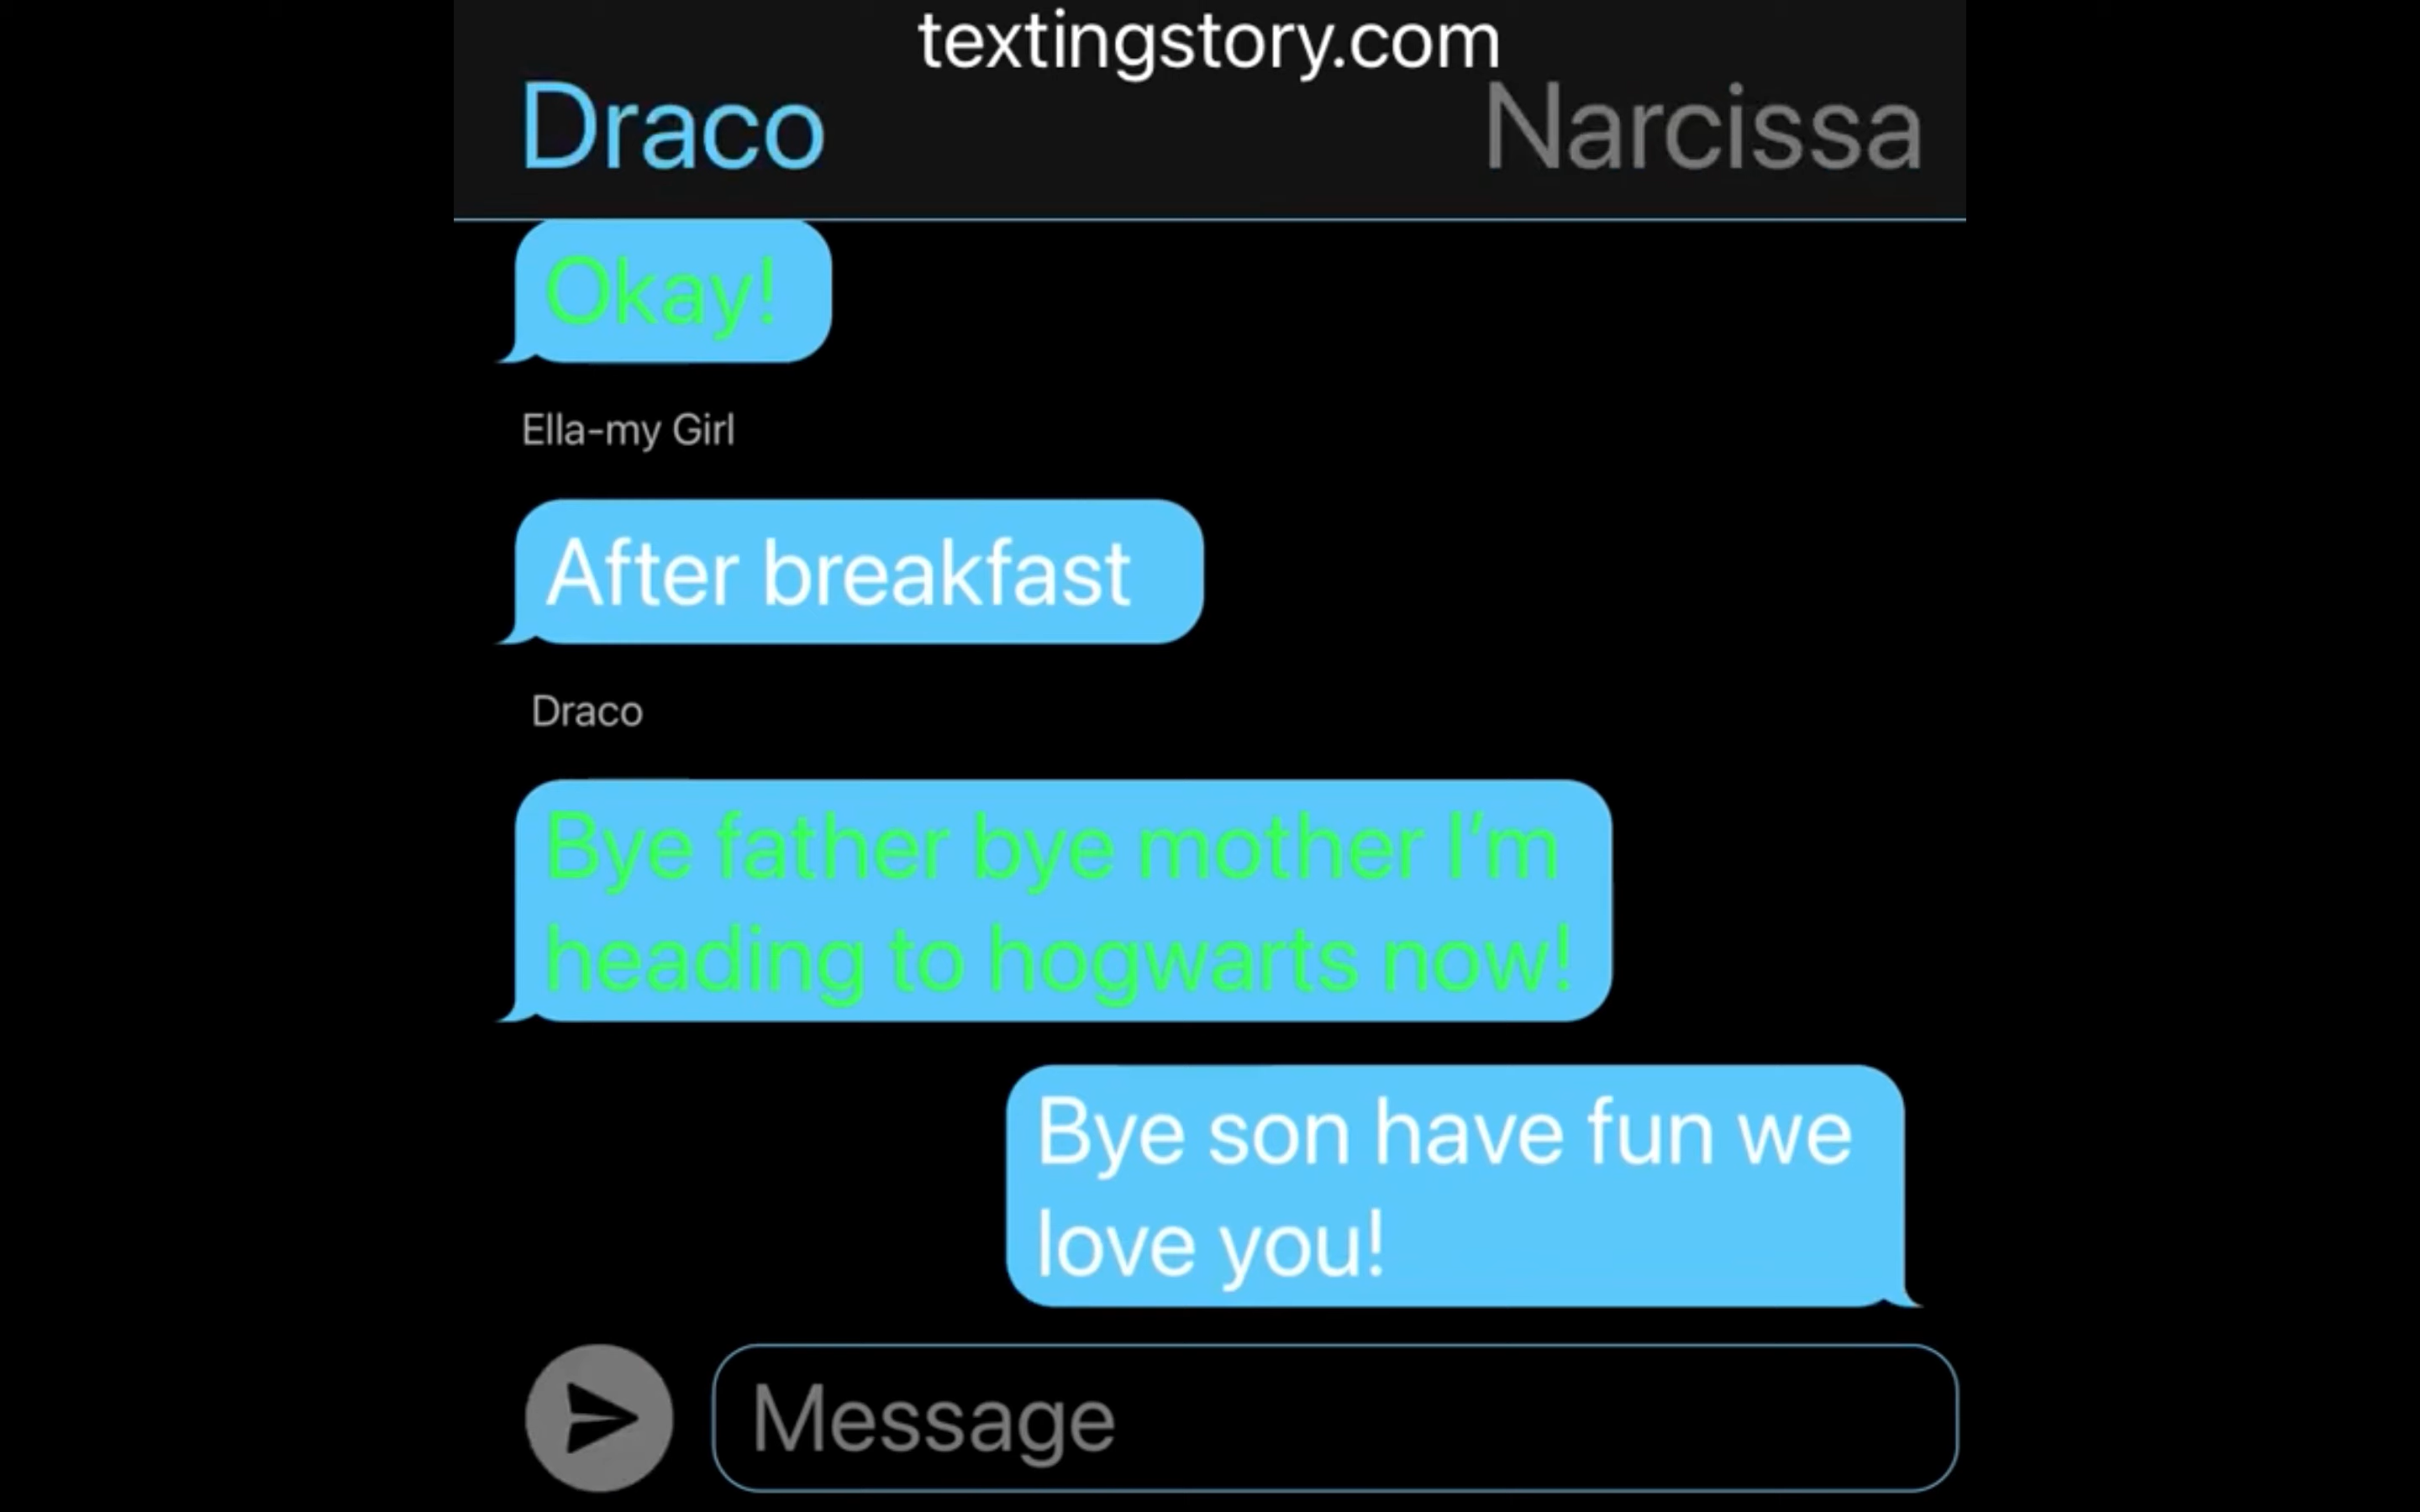 textingstory.com
Draco Narcissa
Okay!
Ella-my Girl
After breakfast
Draco
Bye father bye mother I’m
heading to hogwarts now!
Bye son have fun we
love you!
Message